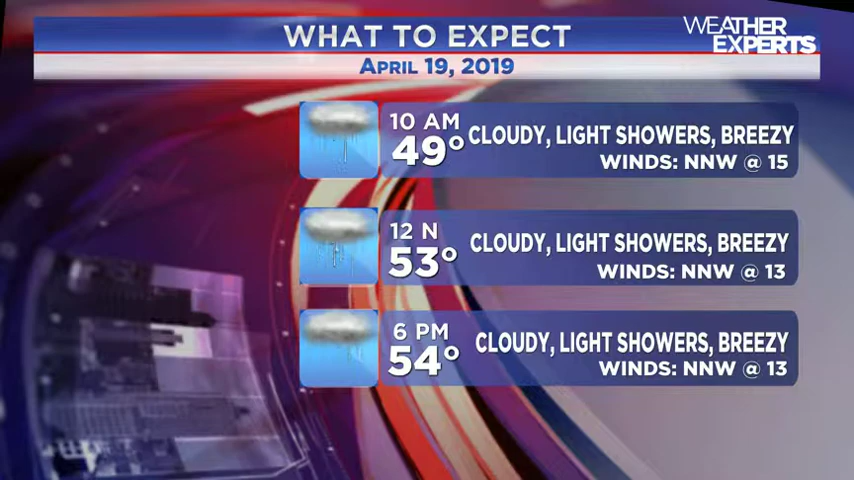 WHAT TO EXPECT
WEATHER
EXPERTS
APRIL 19, 2019
10 AM
49° CLOUDY, LIGHT SHOWERS, BREEZY
WINDS: NNW @ 15
12 N
53° CLOUDY, LIGHT SHOWERS, BREEZY
WINDS: NNW @ 13
6 PM
54° CLOUDY, LIGHT SHOWERS, BREEZY
WINDS: NNW @ 13